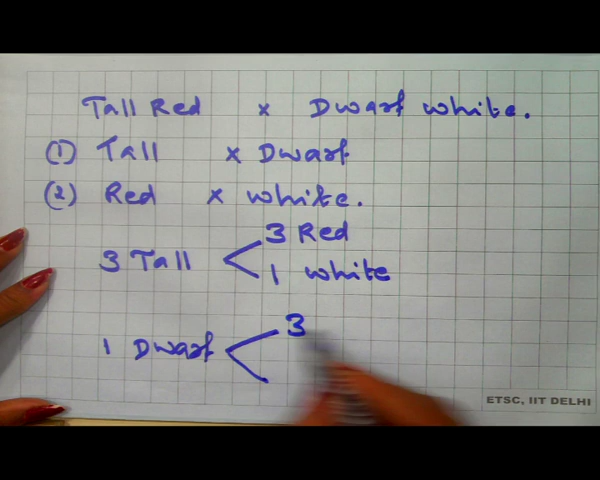 Tall Red x Dwarf white.
(1) Tall x Dwarf
(2) Red x white.
3 Red
3 Tall
1 white
3
1 Dwarf
ETSC, IIT DELHI